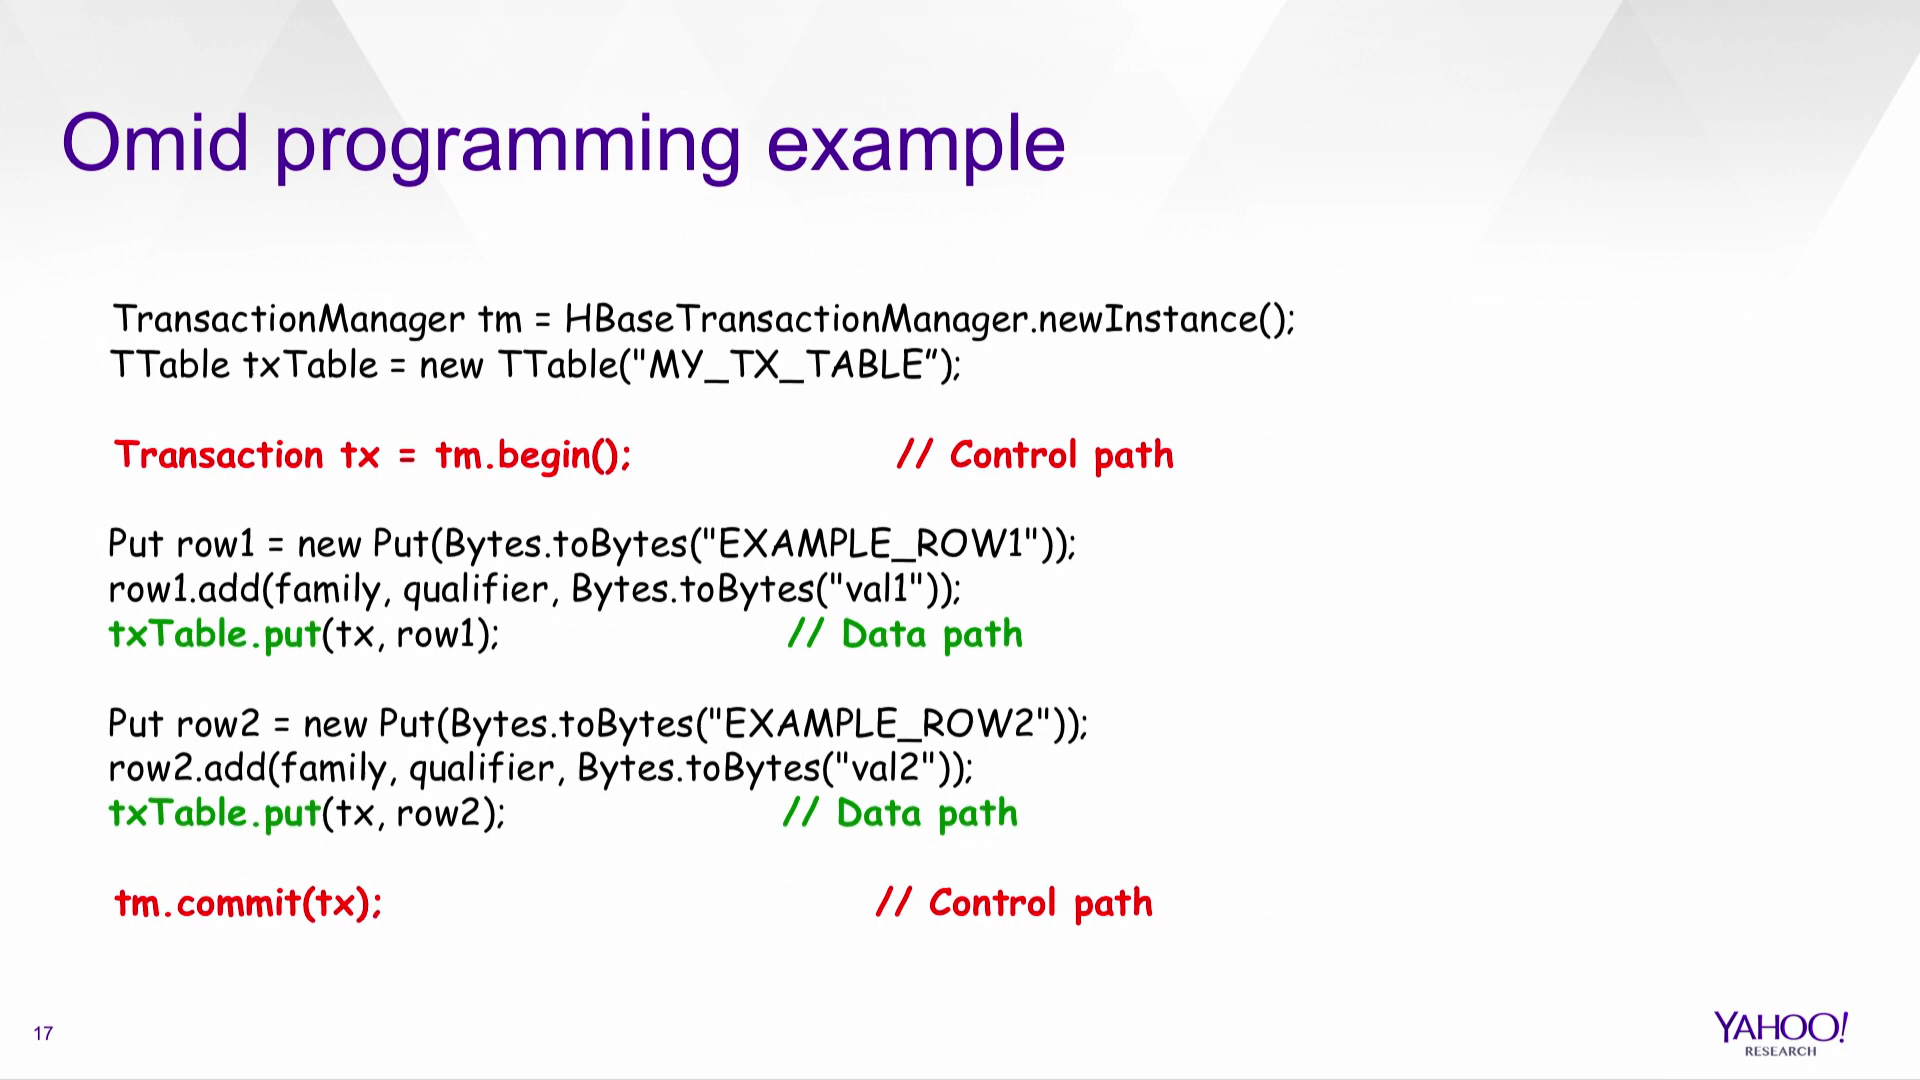 Omid programming example
TransactionManager tm = HBaseTransactionManager.newInstance();
TTable txTable = new TTable("MY_TX_TABLE”);
Transaction tx = tm.begin(); // Control path
Put row1 = new Put(Bytes.toBytes("EXAMPLE_ROW1"));
row1.add(family, qualifier, Bytes.toBytes("val1"));
txTable.put(tx, row1); // Data path
Put row2 = new Put(Bytes.toBytes("EXAMPLE_ROW2"));
row2.add(family, qualifier, Bytes.toBytes("val2"));
txTable.put(tx, row2); // Data path
tm.commit(tx); // Control path
17
YAHOO!
RESEARCH